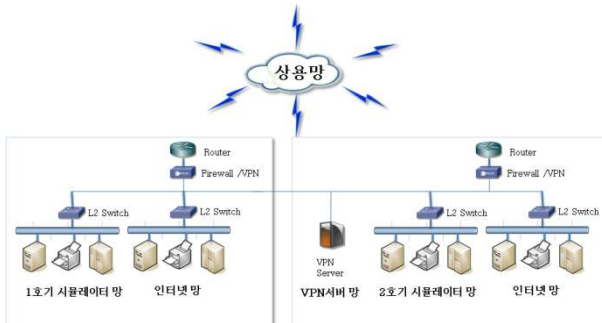 상용망
Router
Firewall /VPN
L2 Switch
L2 Switch
1호기 시뮬레이터 망
인터넷 망
VPN
Server
VPN서버 망
Router
Firewall /VPN
L2 Switch
L2 Switch
2호기 시뮬레이터 망
인터넷 망